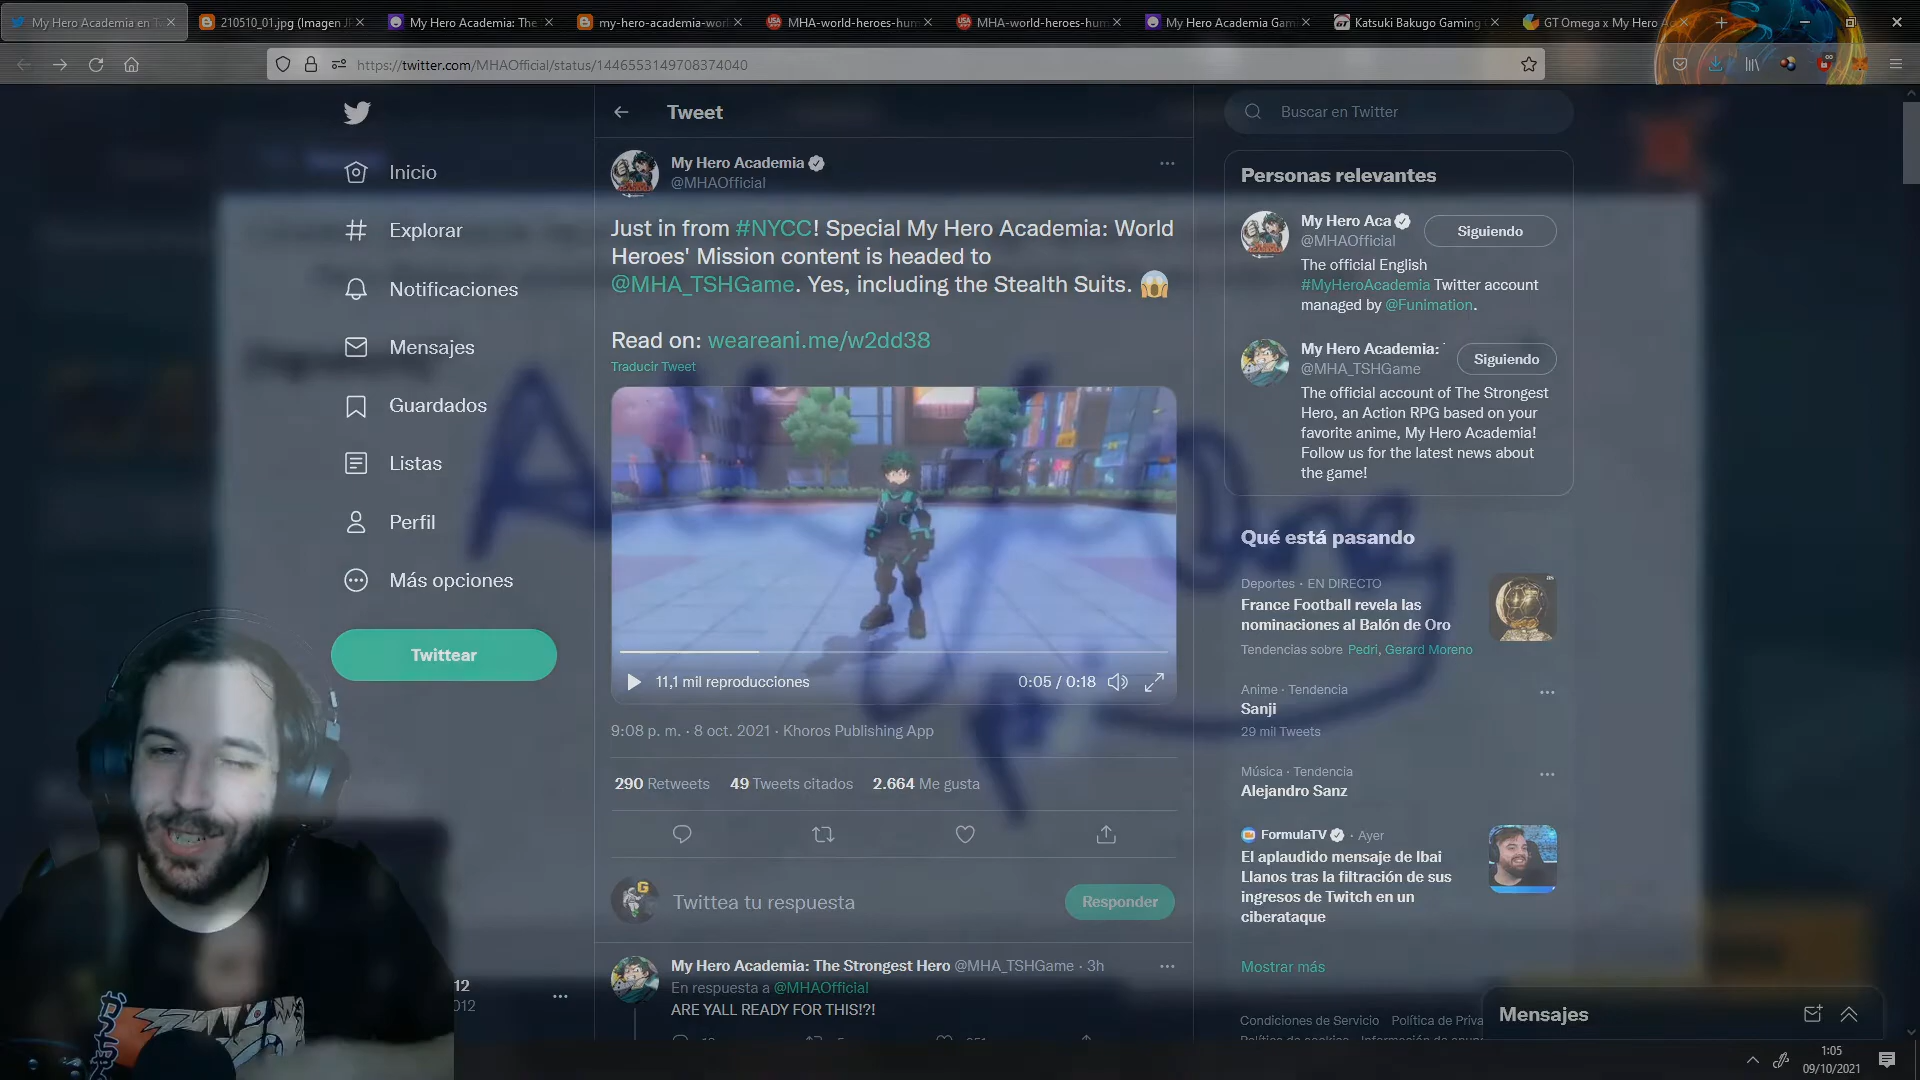 My Hero Academia en T
210510_01.jpg (Imagen JP
My Hero Academia: The S
my-hero-academia-worl
MHA-world-heroes-hum
MHA-world-heroes-hum
My Hero Academia Gam
Katsuki Bakugo Gaming
GT Omega x My Hero Ac
https://twitter.com/MHAOfficial/status/1446553149708374040
Inicio
Explorar
Notificaciones
Mensajes
Guardados
Listas
Perfil
Más opciones
Twittear
12
012
Tweet
My Hero Academia
@MHAOfficial
Just in from #NYCC! Special My Hero Academia: World
Heroes' Mission content is headed to
@MHA_TSHGame. Yes, including the Stealth Suits. 😱
Read on: weareani.me/w2dd38
Traducir Tweet
11,1 mil reproducciones
0:05 / 0:18
9:08 p. m. · 8 oct. 2021 · Khoros Publishing App
290 Retweets 49 Tweets citados 2.664 Me gusta
Twittea tu respuesta
Responder
My Hero Academia: The Strongest Hero @MHA_TSHGame · 3h
En respuesta a @MHAOfficial
ARE YALL READY FOR THIS!?!
Buscar en Twitter
Personas relevantes
My Hero Aca
@MHAOfficial
Siguiendo
The official English
#MyHeroAcademia Twitter account
managed by @Funimation.
My Hero Academia:
@MHA_TSHGame
Siguiendo
The official account of The Strongest
Hero, an Action RPG based on your
favorite anime, My Hero Academia!
Follow us for the latest news about
the game!
Qué está pasando
Deportes · EN DIRECTO
France Football revela las
nominaciones al Balón de Oro
Tendencias sobre Pedri, Gerard Moreno
Anime · Tendencia
Sanji
29 mil Tweets
Música · Tendencia
Alejandro Sanz
FormulaTV · Ayer
El aplaudido mensaje de Ibai
Llanos tras la filtración de sus
ingresos de Twitch en un
ciberataque
Mostrar más
Condiciones de Servicio Política de Priva
Mensajes
1:05
09/10/2021